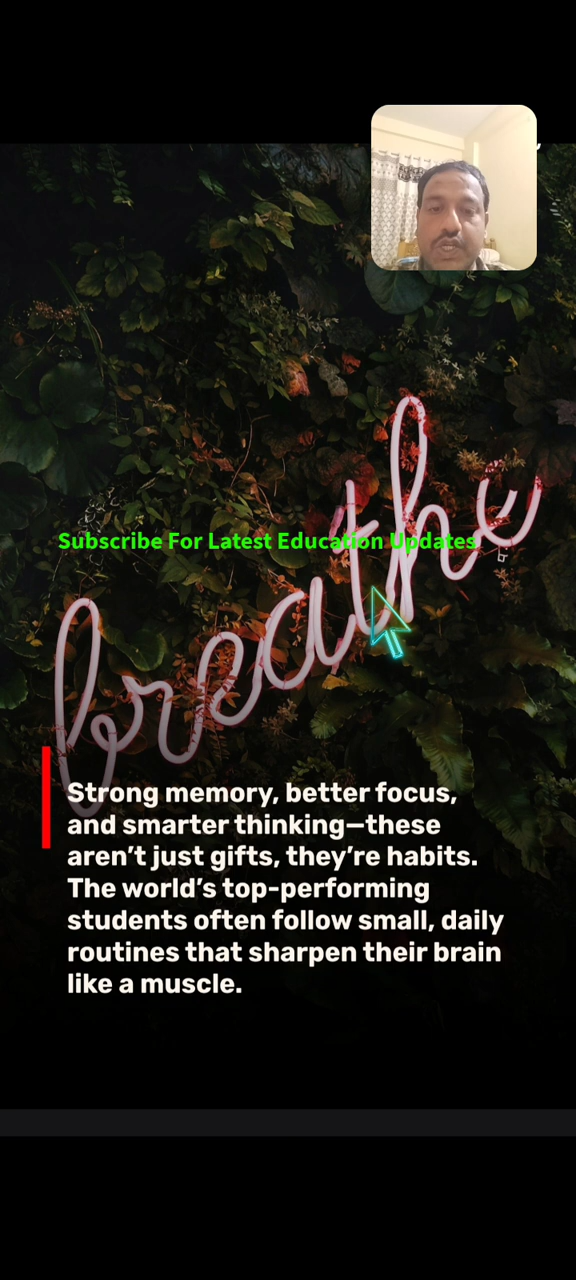 Subscribe For Latest Education Updates
breathe
Strong memory, better focus,
and smarter thinking—these
aren’t just gifts, they’re habits.
The world’s top-performing
students often follow small, daily
routines that sharpen their brain
like a muscle.